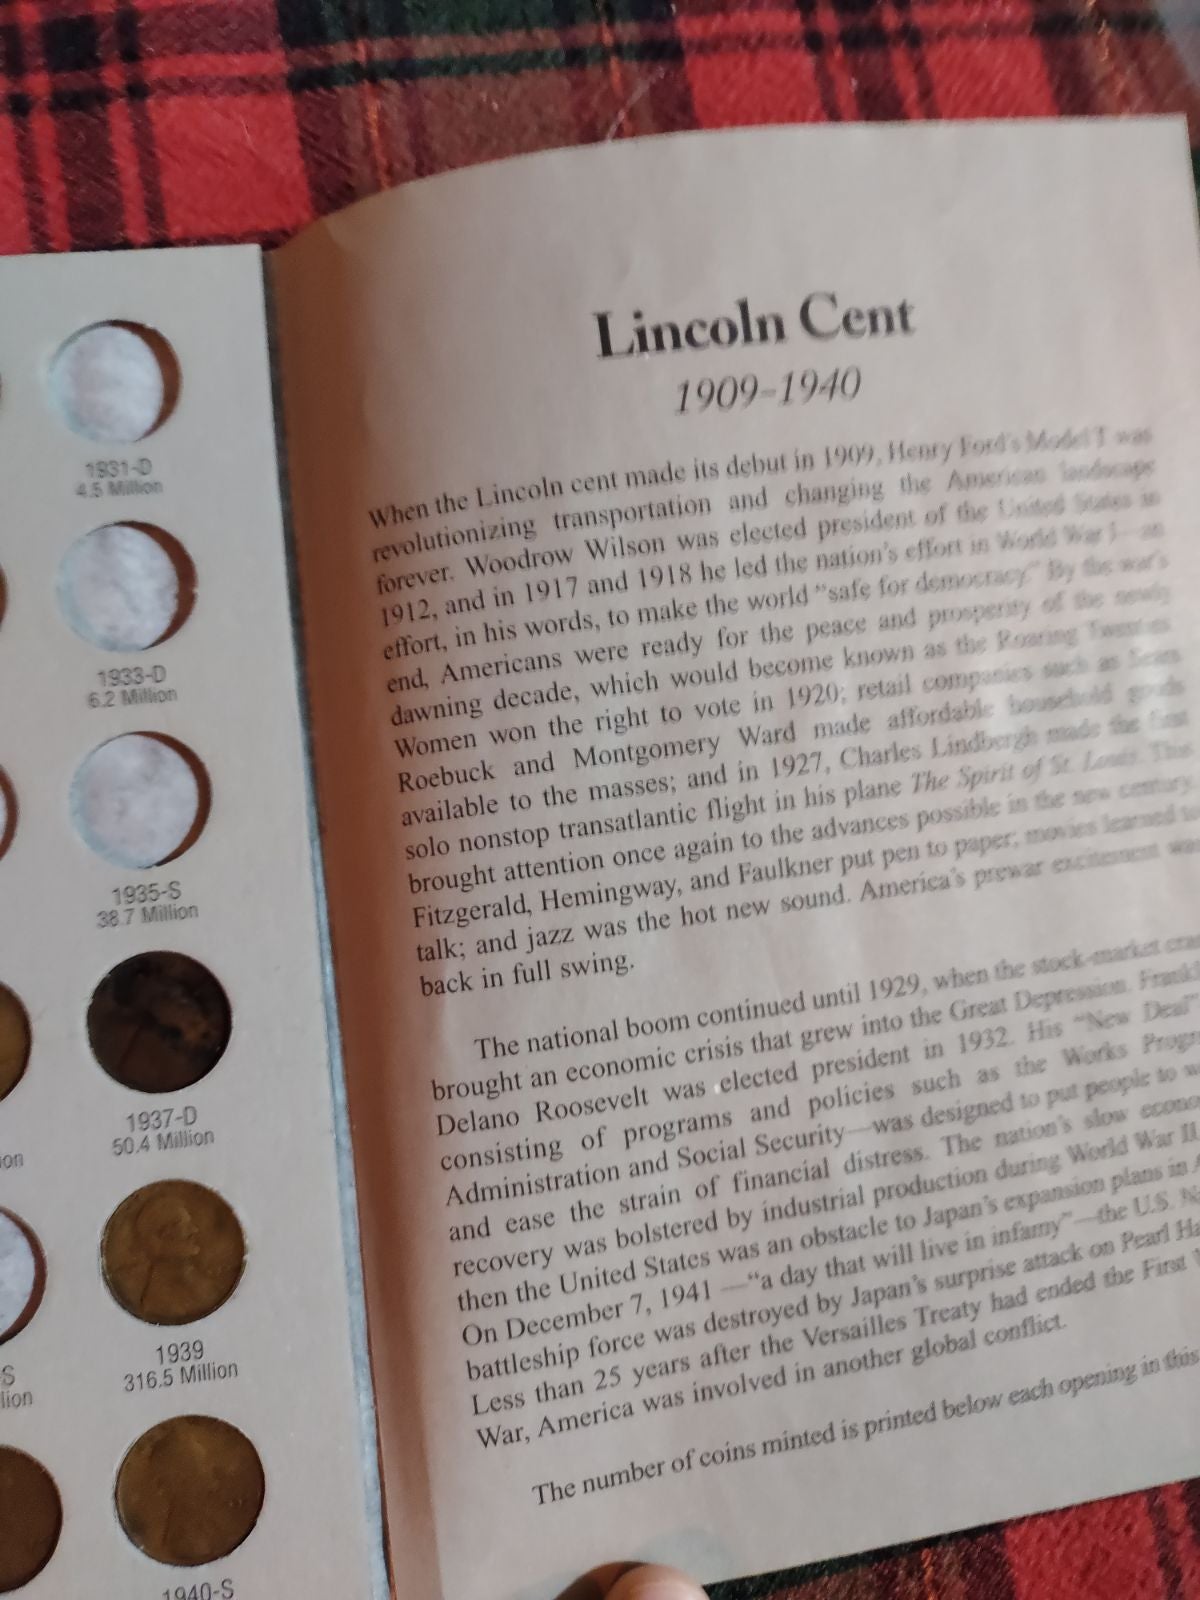 1931-D
4.5 Million
1933-D
6.2 Million
1935-S
38.7 Million
1937-D
50.4 Million
1939
316.5 Million
1940-S
ion
S
lion
Lincoln Cent
1909-1940
When the Lincoln cent made its debut in 1909, Henry Ford's Model T was
revolutionizing transportation and changing the American landscape
forever. Woodrow Wilson was elected president of the United States in
1912, and in 1917 and 1918 he led the nation's effort in World War I—an
effort, in his words, to make the world "safe for democracy." By the war's
end, Americans were ready for the peace and prosperity of the newly
dawning decade, which would become known as the Roaring Twenties.
Women won the right to vote in 1920; retail companies such as Sears
Roebuck and Montgomery Ward made affordable household goods
available to the masses; and in 1927, Charles Lindbergh made the first
solo nonstop transatlantic flight in his plane The Spirit of St. Louis. This
brought attention once again to the advances possible in the new century.
Fitzgerald, Hemingway, and Faulkner put pen to paper; movies learned to
talk; and jazz was the hot new sound. America's prewar excitement was
back in full swing.
The national boom continued until 1929, when the stock-market cra
brought an economic crisis that grew into the Great Depression. Frankl
Delano Roosevelt was elected president in 1932. His "New Deal"
consisting of programs and policies such as the Works Progr
Administration and Social Security—was designed to put people to w
and ease the strain of financial distress. The nation's slow econo
recovery was bolstered by industrial production during World War II,
then the United States was an obstacle to Japan's expansion plans in A
On December 7, 1941 —"a day that will live in infamy"—the U.S. Na
battleship force was destroyed by Japan's surprise attack on Pearl Ha
Less than 25 years after the Versailles Treaty had ended the First W
War, America was involved in another global conflict.
The number of coins minted is printed below each opening in this